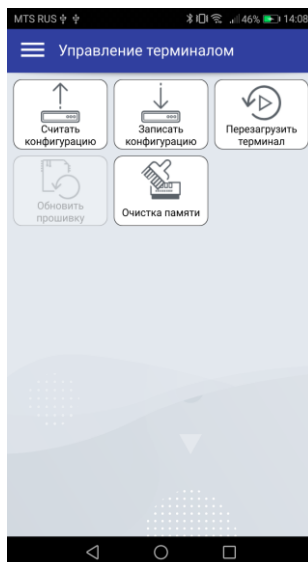 MTS RUS 46% 14:08
Управление терминалом
Считать
конфигурацию
Записать
конфигурацию
Перезагрузить
терминал
Обновить
прошивку
Очистка памяти